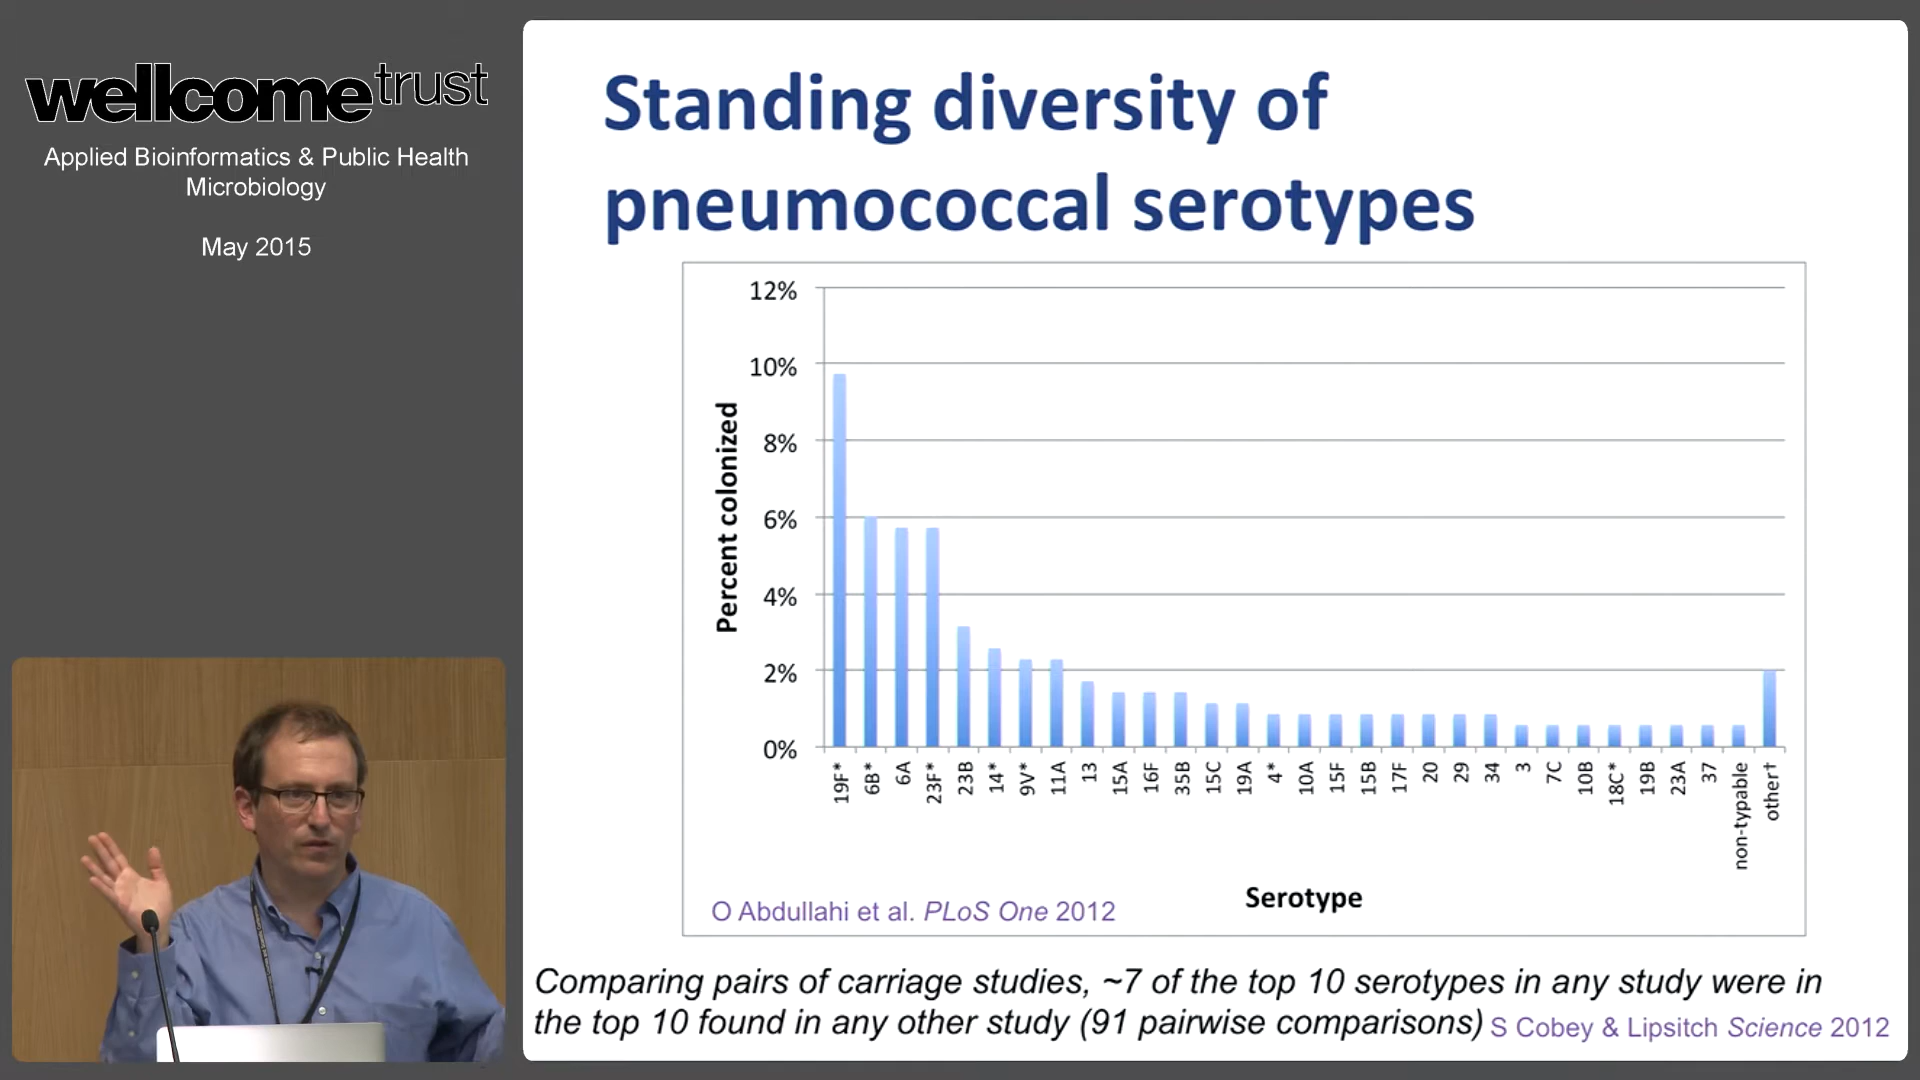 wellcometrust
Applied Bioinformatics & Public Health
Microbiology
May 2015
Standing diversity of
pneumococcal serotypes
12%
10%
8%
6%
4%
2%
0%
Percent colonized
19F*
6B*
6A
23F*
23B
14*
9V*
11A
13
15A
16F
35B
15C
19A
4*
10A
15F
15B
17F
20
29
34
3
7C
10B
18C*
19B
23A
37
non-typable
other†
Serotype
O Abdullahi et al. PLoS One 2012
Comparing pairs of carriage studies, ~7 of the top 10 serotypes in any study were in
the top 10 found in any other study (91 pairwise comparisons) S Cobey & Lipsitch Science 2012